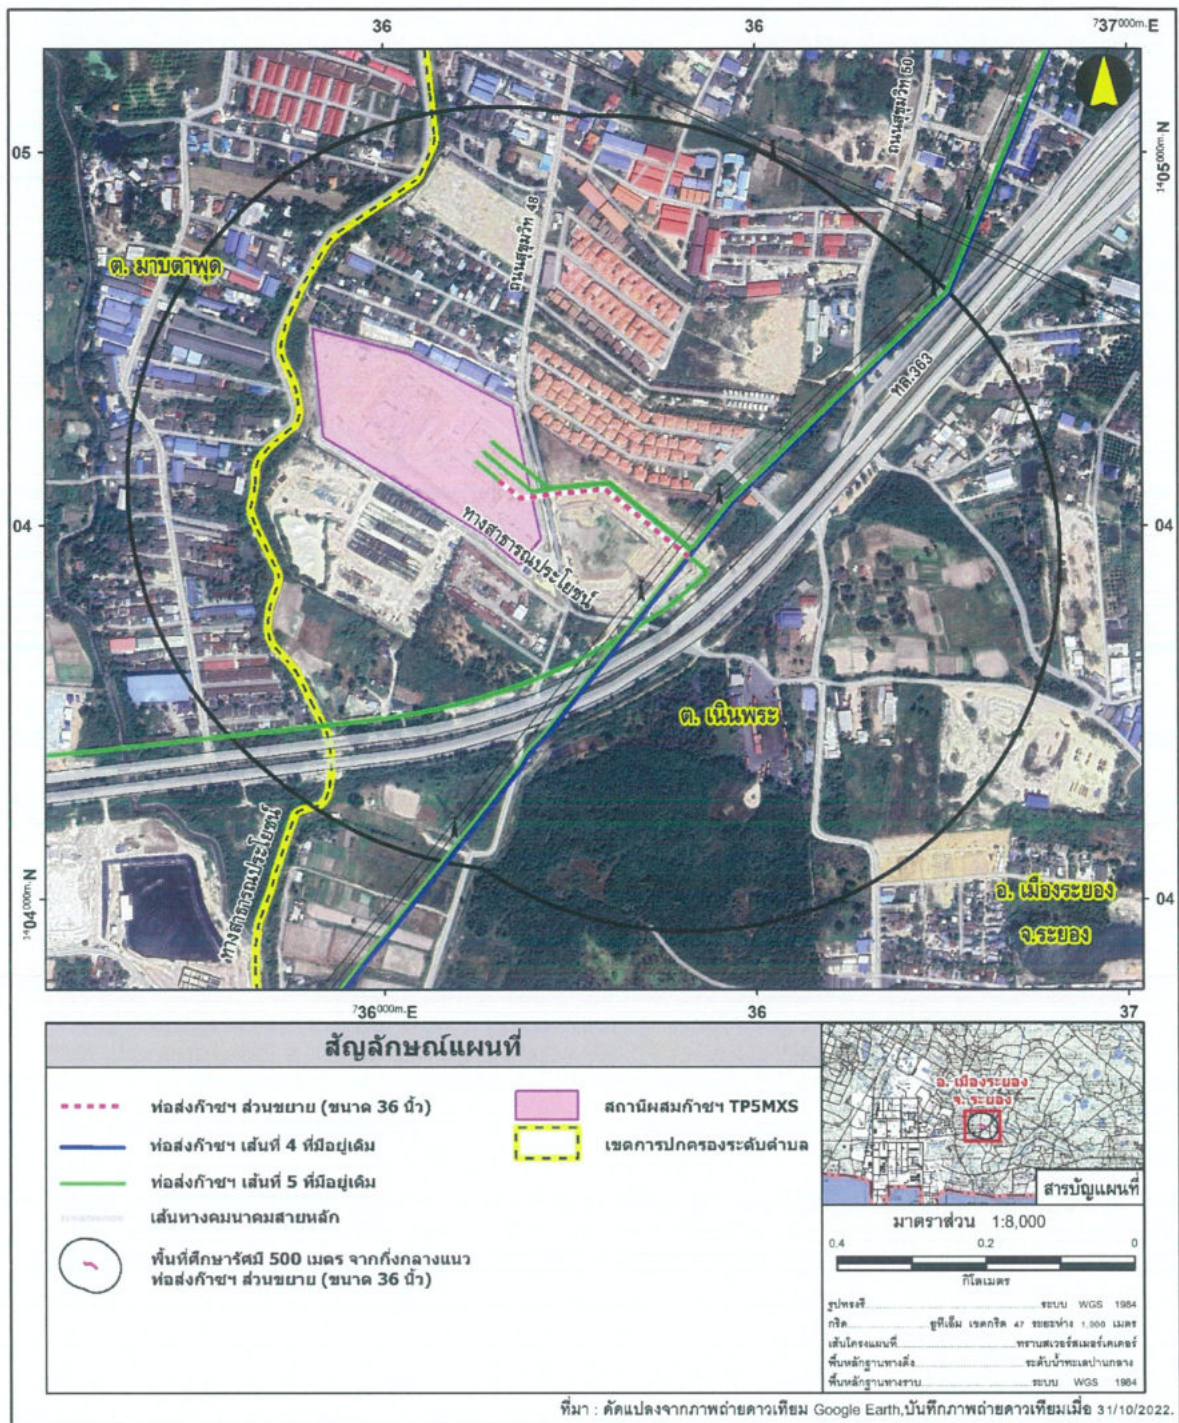 36 36 ⁷37⁰⁰⁰ᵐ·E
05 ¹⁴05⁰⁰⁰ᵐ·N
ถนนสุขุมวิท 50
ถนนสุขุมวิท 48
ต. มาบตาพุด
ทล.363
04 04
ทางสาธารณประโยชน์
ต. เนินพระ
ทางสาธารณประโยชน์
อ. เมืองระยอง
จ.ระยอง
¹⁴04⁰⁰⁰ᵐ·N 04
⁷36⁰⁰⁰ᵐ·E 36 37
สัญลักษณ์แผนที่
ท่อส่งก๊าซฯ ส่วนขยาย (ขนาด 36 นิ้ว)
ท่อส่งก๊าซฯ เส้นที่ 4 ที่มีอยู่เดิม
ท่อส่งก๊าซฯ เส้นที่ 5 ที่มีอยู่เดิม
เส้นทางคมนาคมสายหลัก
พื้นที่ศึกษารัศมี 500 เมตร จากกึ่งกลางแนว
ท่อส่งก๊าซฯ ส่วนขยาย (ขนาด 36 นิ้ว)
สถานีผสมก๊าซฯ TP5MXS
เขตการปกครองระดับตำบล
อ. เมืองระยอง
จ. ระยอง
สารบัญแผนที่
มาตราส่วน 1:8,000
0.4 0.2 0
กิโลเมตร
รูปทรงรี ระบบ WGS 1984
กริด ยูทีเอ็ม เขตกริด 47 ระยะห่าง 1,000 เมตร
เส้นโครงแผนที่ ทรานสเวอร์สเมอร์เคเตอร์
พื้นหลักฐานทางดิ่ง ระดับน้ำทะเลปานกลาง
พื้นหลักฐานทางราบ ระบบ WGS 1984
ที่มา : ดัดแปลงจากภาพถ่ายดาวเทียม Google Earth,บันทึกภาพถ่ายดาวเทียมเมื่อ 31/10/2022.